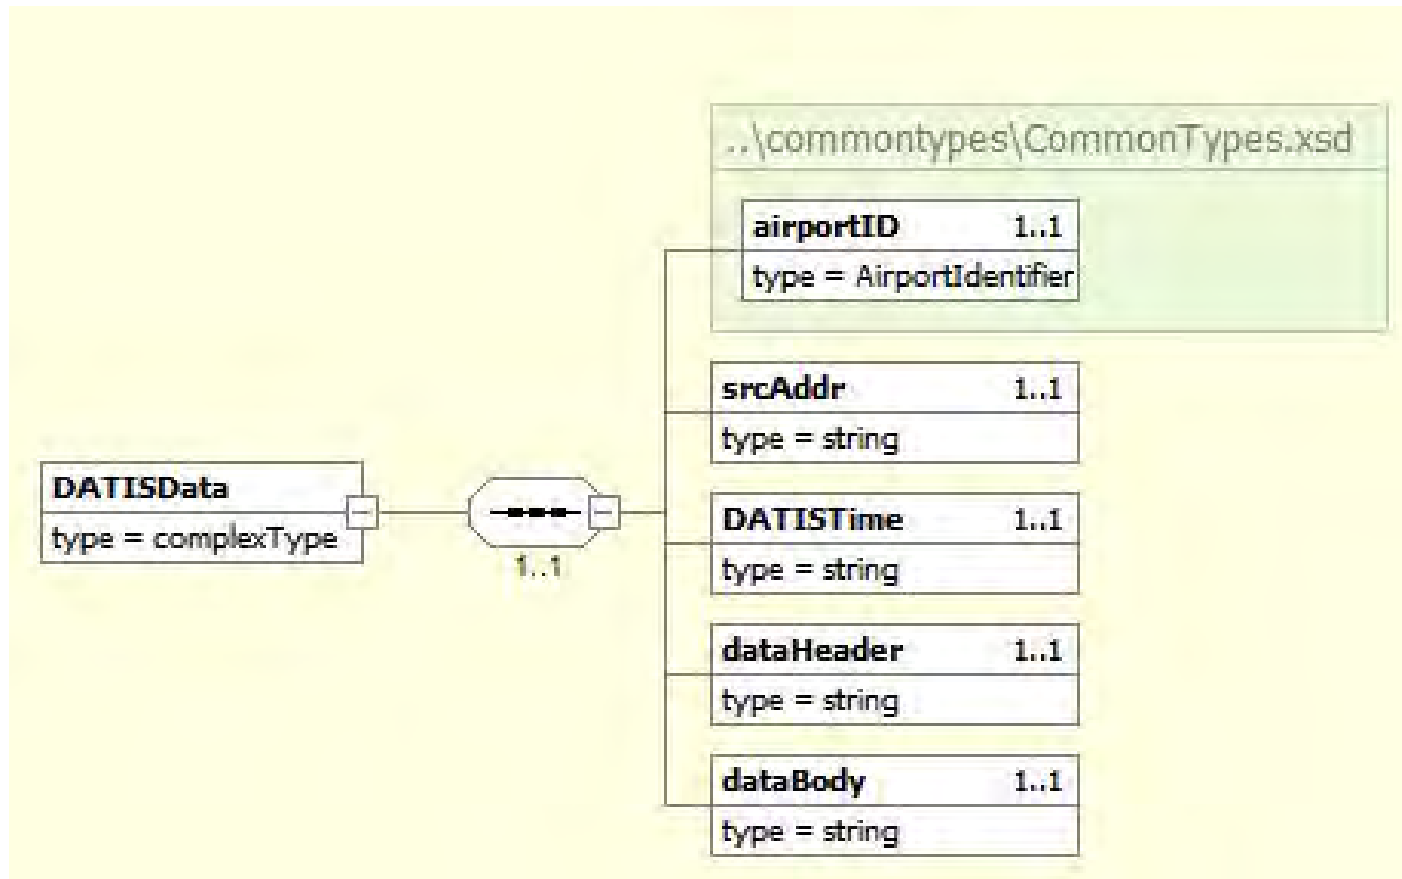 ..\commontypes\CommonTypes.xsd
airportID 1..1
type = AirportIdentifier
srcAddr 1..1
type = string
DATISData
type = complexType
1..1
DATISTime 1..1
type = string
dataHeader 1..1
type = string
dataBody 1..1
type = string